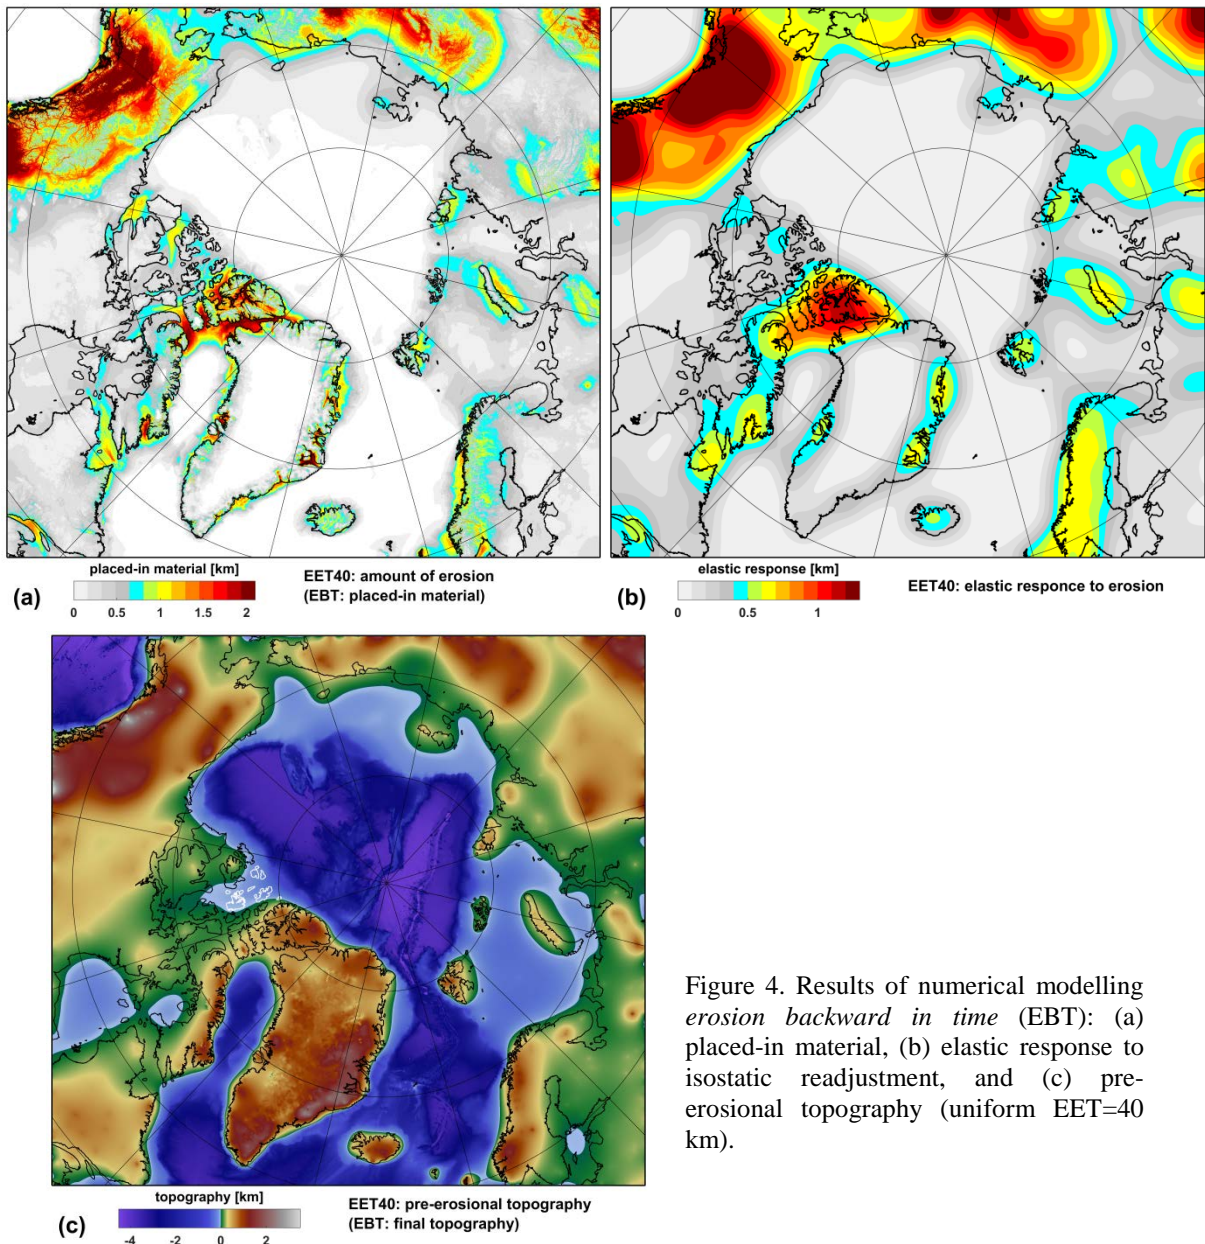 placed-in material [km]
(a)
0 0.5 1 1.5 2
EET40: amount of erosion
(EBT: placed-in material)
elastic response [km]
(b)
0 0.5 1
EET40: elastic responce to erosion
topography [km]
(c)
-4 -2 0 2
EET40: pre-erosional topography
(EBT: final topography)
Figure 4. Results of numerical modelling
erosion backward in time (EBT): (a)
placed-in material, (b) elastic response to
isostatic readjustment, and (c) pre-
erosional topography (uniform EET=40
km).